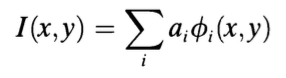 I(x,y) = ∑_i a_i ϕ_i(x,y)